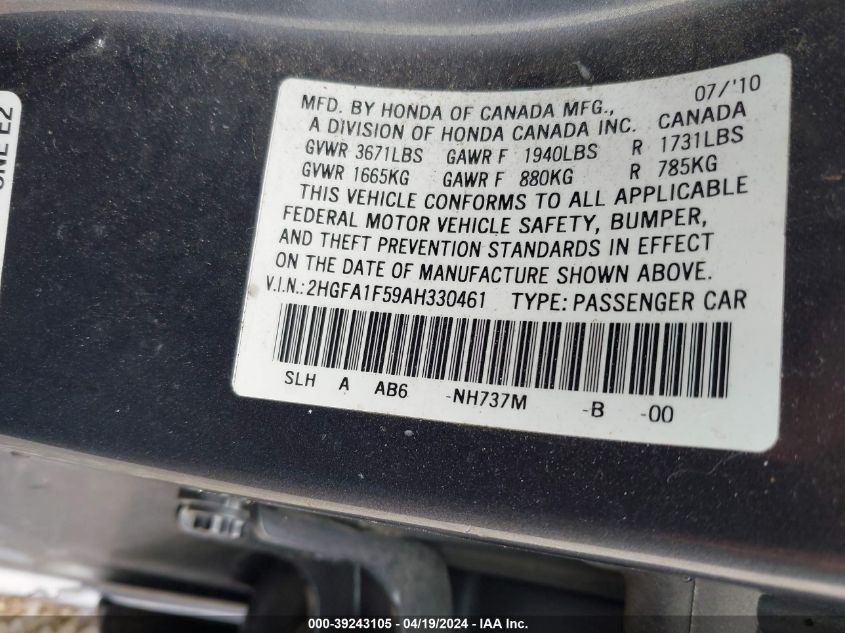 ONE E2
07/'10
MFD. BY HONDA OF CANADA MFG.,
A DIVISION OF HONDA CANADA INC. CANADA
GVWR 3671LBS GAWR F 1940LBS R 1731LBS
GVWR 1665KG GAWR F 880KG R 785KG
THIS VEHICLE CONFORMS TO ALL APPLICABLE
FEDERAL MOTOR VEHICLE SAFETY, BUMPER,
AND THEFT PREVENTION STANDARDS IN EFFECT
ON THE DATE OF MANUFACTURE SHOWN ABOVE.
V.I.N.: 2HGFA1F59AH330461 TYPE: PASSENGER CAR
SLH A AB6 -NH737M -B -00
000-39243105 - 04/19/2024 - IAA Inc.